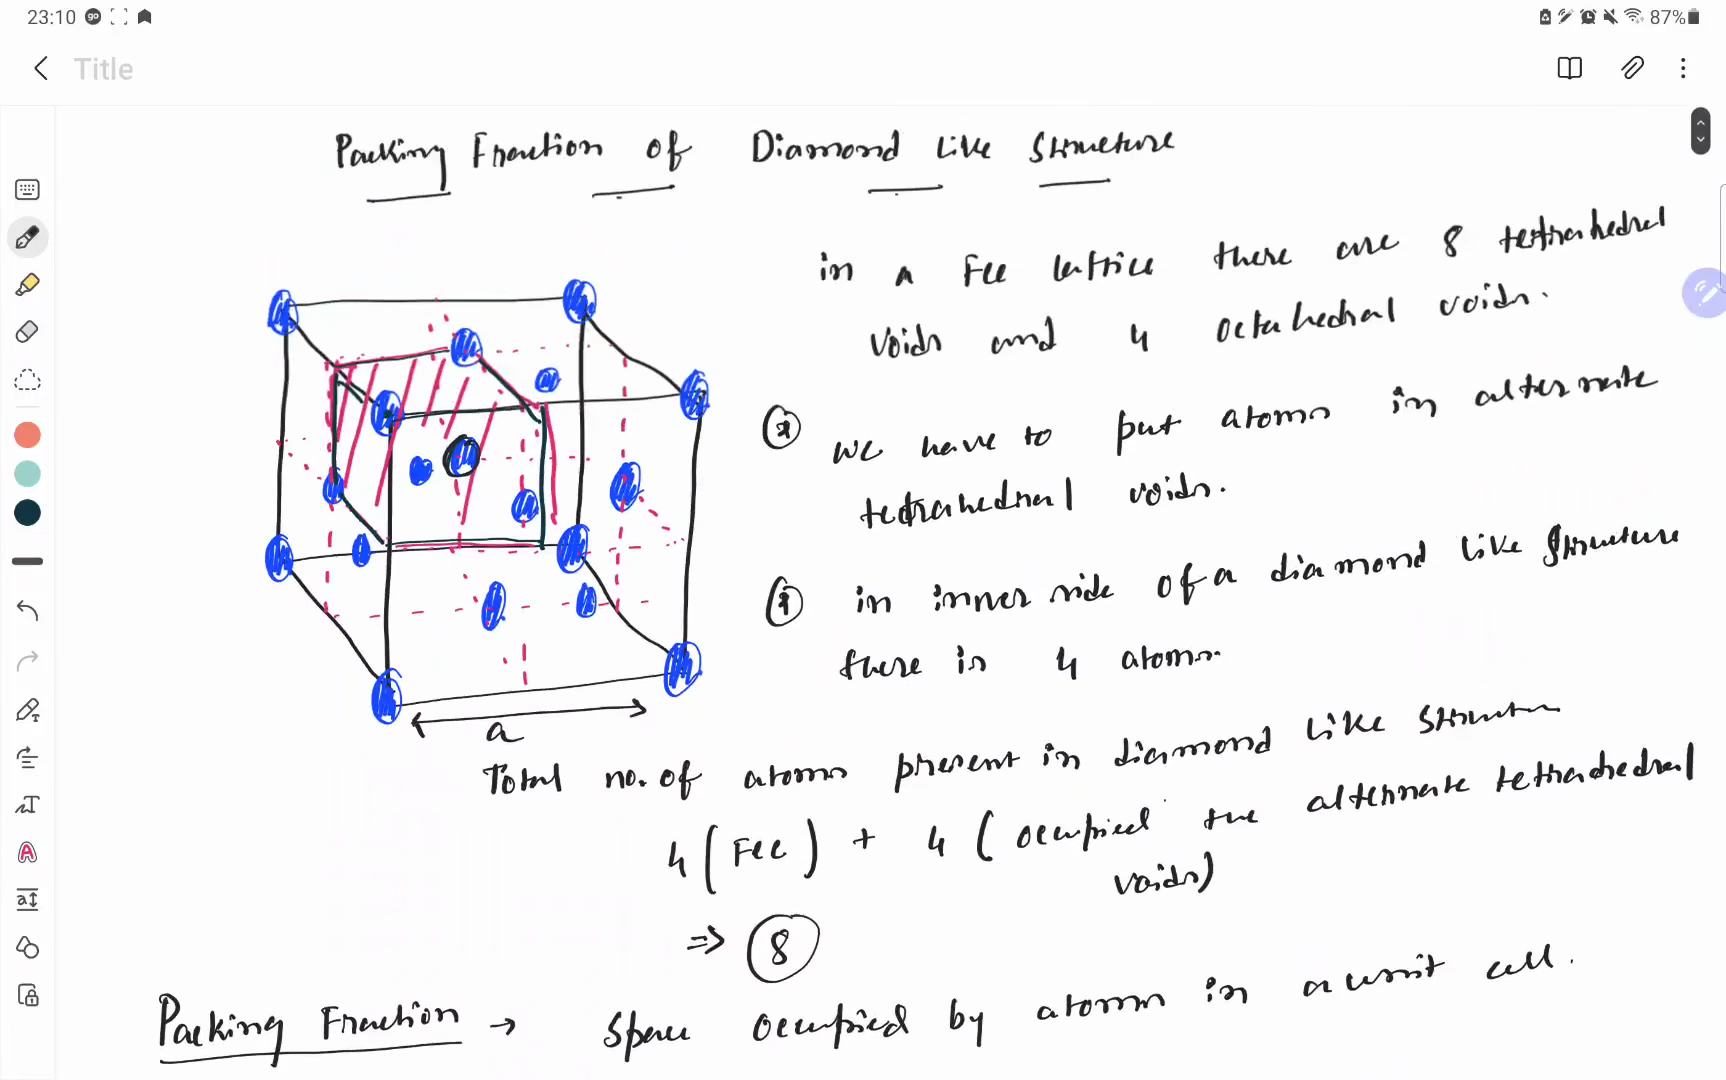 23:10
87%
Title
Packing Fraction of Diamond Like Structure
in a Fcc lattice there are 8 tetrahedral
voids and 4 octahedral voids.
we have to put atoms in alternate
tetrahedral voids.
in inner side of a diamond like structure
there is 4 atoms.
a
Total no. of atoms present in diamond like structu
4 (Fcc) + 4 (occupied the alternate tetrahedral
voids)
⇒ 8
Packing Fraction → Space occupied by atoms in a unit cell.